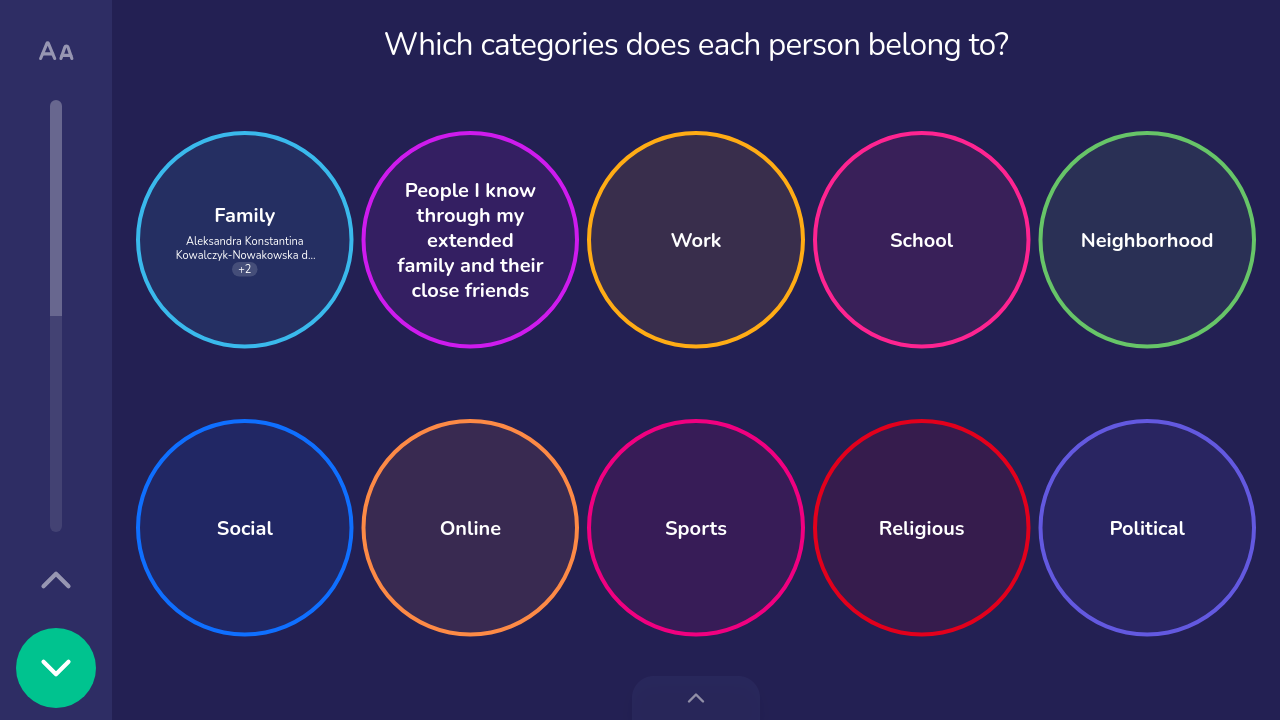 AA
Which categories does each person belong to?
Family
Aleksandra Konstantina
Kowalczyk-Nowakowska d...
+2
People I know
through my
extended
family and their
close friends
Work
School
Neighborhood
Social
Online
Sports
Religious
Political